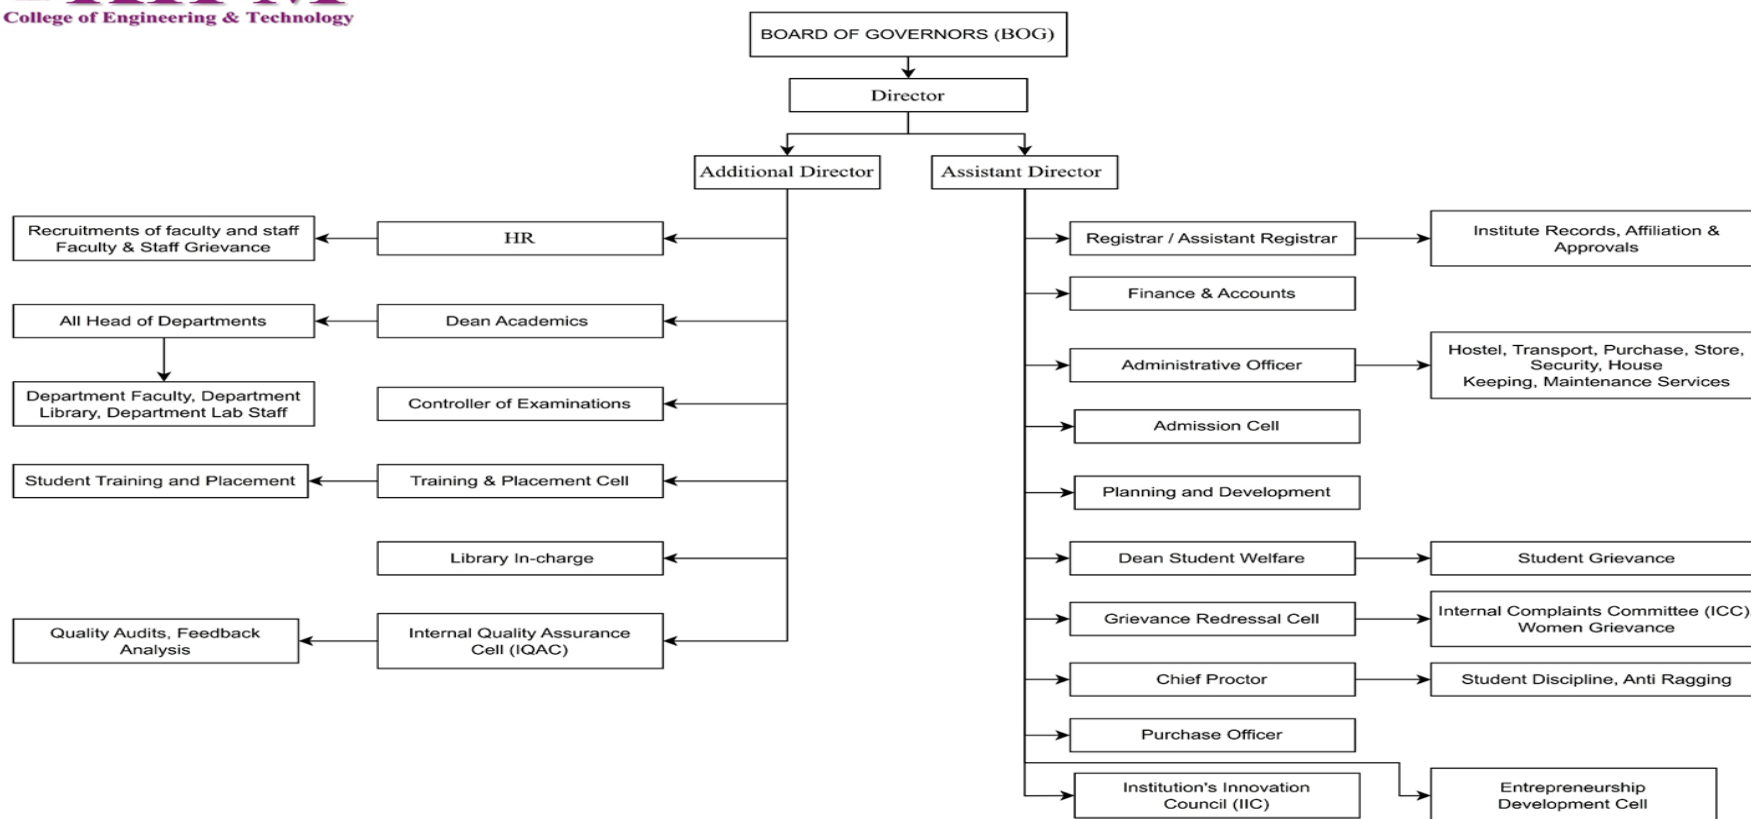 College of Engineering & Technology
BOARD OF GOVERNORS (BOG)
Director
Additional Director
Assistant Director
Recruitments of faculty and staff
Faculty & Staff Grievance
HR
Registrar / Assistant Registrar
Institute Records, Affiliation &
Approvals
Finance & Accounts
All Head of Departments
Dean Academics
Administrative Officer
Hostel, Transport, Purchase, Store,
Security, House
Keeping, Maintenance Services
Department Faculty, Department
Library, Department Lab Staff
Controller of Examinations
Admission Cell
Student Training and Placement
Training & Placement Cell
Planning and Development
Library In-charge
Dean Student Welfare
Student Grievance
Quality Audits, Feedback
Analysis
Internal Quality Assurance
Cell (IQAC)
Grievance Redressal Cell
Internal Complaints Committee (ICC)
Women Grievance
Chief Proctor
Student Discipline, Anti Ragging
Purchase Officer
Institution's Innovation
Council (IIC)
Entrepreneurship
Development Cell